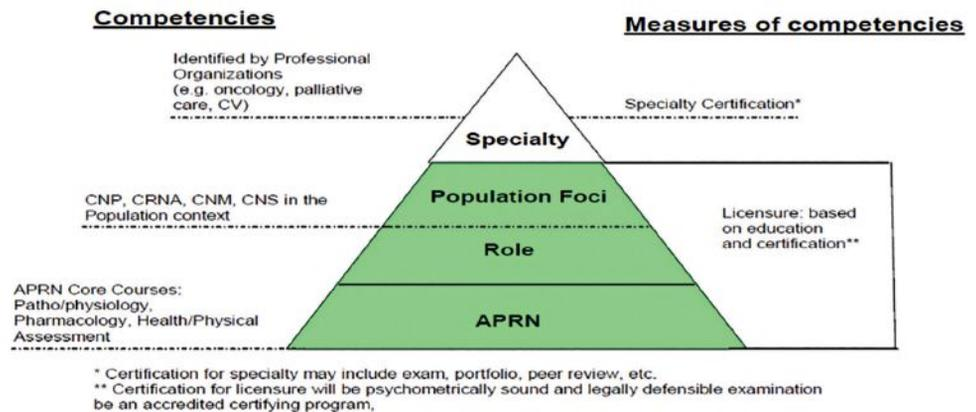 Competencies
Measures of competencies
Identified by Professional
Organizations
(e.g. oncology, palliative
care, CV)
Specialty Certification*
Specialty
CNP, CRNA, CNM, CNS in the
Population context
Population Foci
Licensure: based
on education
and certification**
Role
APRN Core Courses:
Patho/physiology,
Pharmacology, Health/Physical
Assessment
APRN
* Certification for specialty may include exam, portfolio, peer review, etc.
** Certification for licensure will be psychometrically sound and legally defensible examination
be an accredited certifying program,